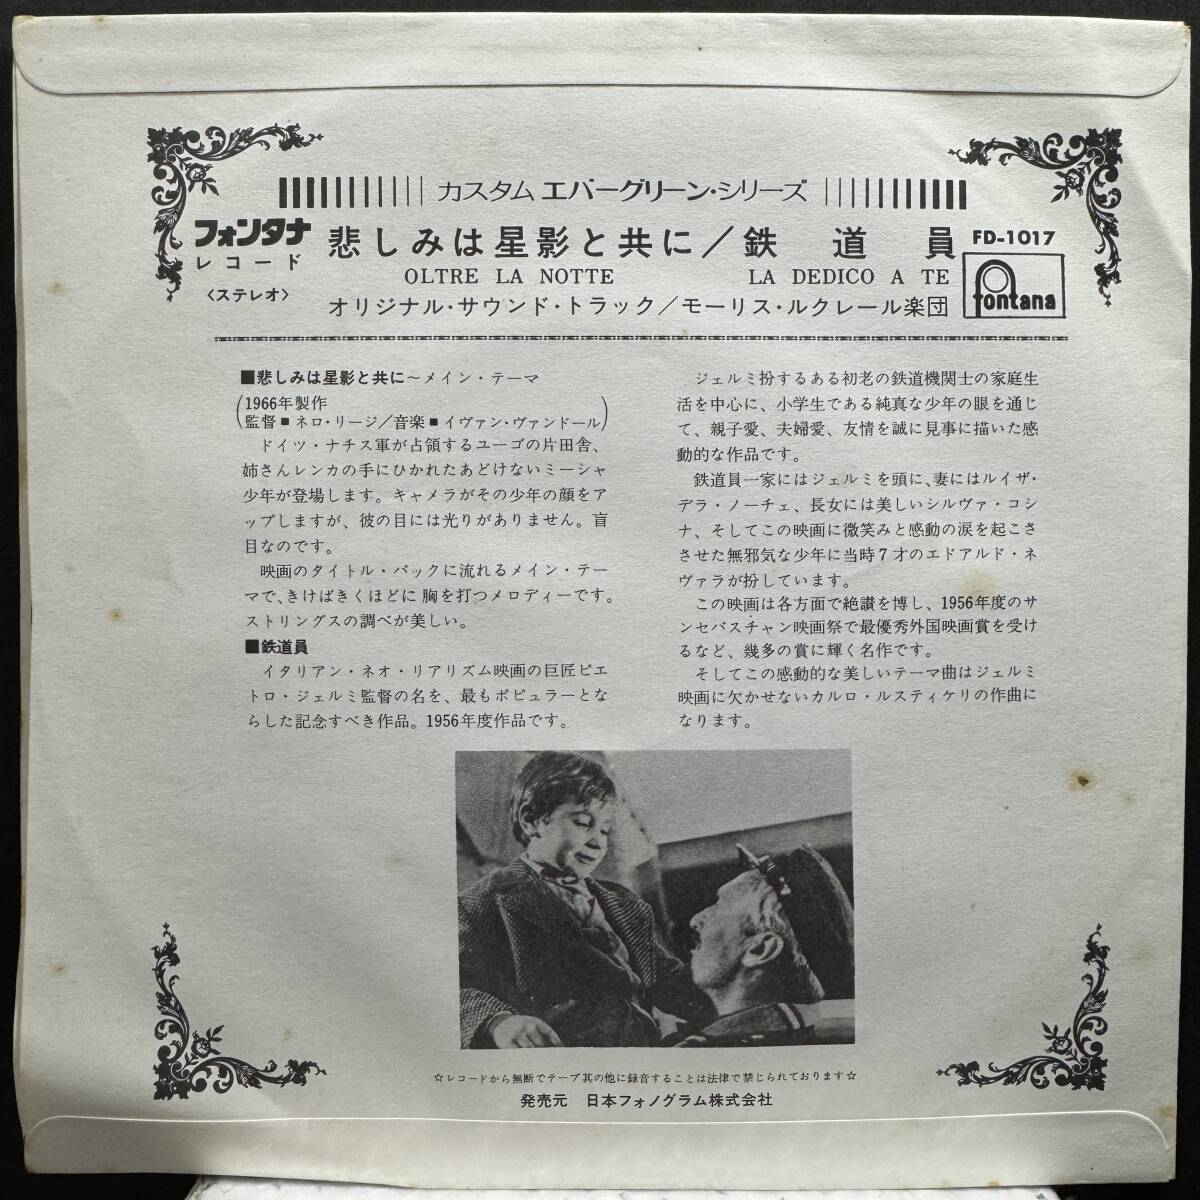 カスタム エバーグリーン・シリーズ
フォンタナ
レコード
〈ステレオ〉
悲しみは星影と共に／鉄道員
OLTRE LA NOTTE LA DEDICO A TE
オリジナル・サウンド・トラック／モーリス・ルクレール楽団
FD-1017
fontana
■悲しみは星影と共に〜メイン・テーマ
(1966年製作
監督■ネロ・リージ／音楽■イヴァン・ヴァンドール)
ドイツ・ナチス軍が占領するユーゴの片田舎、
姉さんレンカの手にひかれたあどけないミーシャ
少年が登場します。キャメラがその少年の顔をア
ップしますが、彼の目には光りがありません。盲
目なのです。
映画のタイトル・バックに流れるメイン・テー
マで、きけばきくほどに胸を打つメロディーです。
ストリングスの調べが美しい。
■鉄道員
イタリアン・ネオ・リアリズム映画の巨匠ピエ
トロ・ジェルミ監督の名を、最もポピュラーとな
らした記念すべき作品。1956年度作品です。
ジェルミ扮するある初老の鉄道機関士の家庭生
活を中心に、小学生である純真な少年の眼を通じ
て、親子愛、夫婦愛、友情を誠に見事に描いた感
動的な作品です。
鉄道員一家にはジェルミを頭に、妻にはルイザ・
デラ・ノーチェ、長女には美しいシルヴァ・コシ
ナ、そしてこの映画に微笑みと感動の涙を起こさ
させた無邪気な少年に当時7才のエドアルド・ネ
ヴァラが扮しています。
この映画は各方面で絶讃を博し、1956年度のサ
ンセバスチャン映画祭で最優秀外国映画賞を受け
るなど、幾多の賞に輝く名作です。
そしてこの感動的な美しいテーマ曲はジェルミ
映画に欠かせないカルロ・ルスティケリの作曲に
なります。
☆レコードから無断でテープ其の他に録音することは法律で禁じられております☆
発売元 日本フォノグラム株式会社